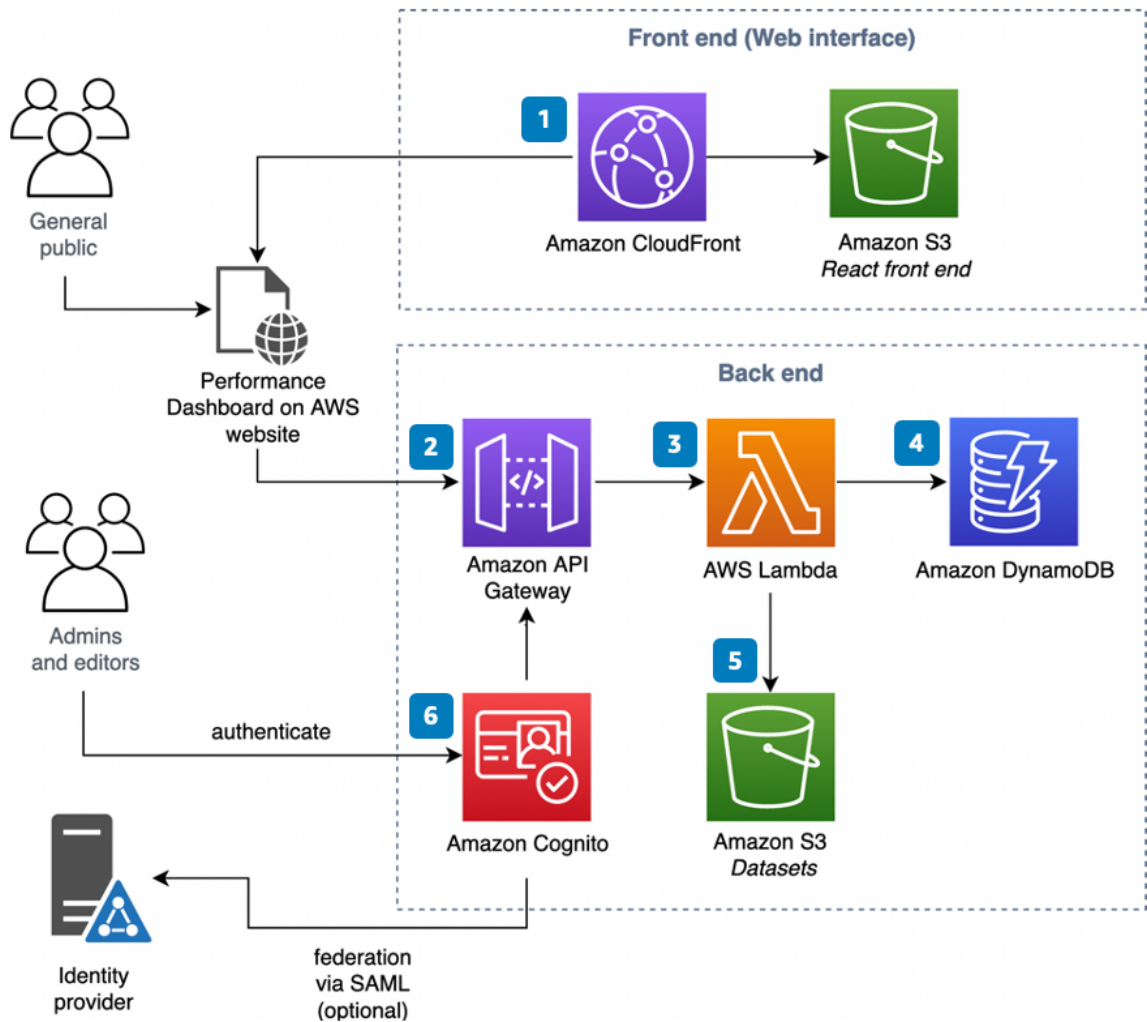 Front end (Web interface)
1
General
public
Amazon CloudFront
Amazon S3
React front end
Performance
Dashboard on AWS
website
Back end
2
3
4
</>
Amazon API
Gateway
AWS Lambda
Amazon DynamoDB
Admins
and editors
5
6
authenticate
Amazon Cognito
Amazon S3
Datasets
Identity
provider
federation
via SAML
(optional)